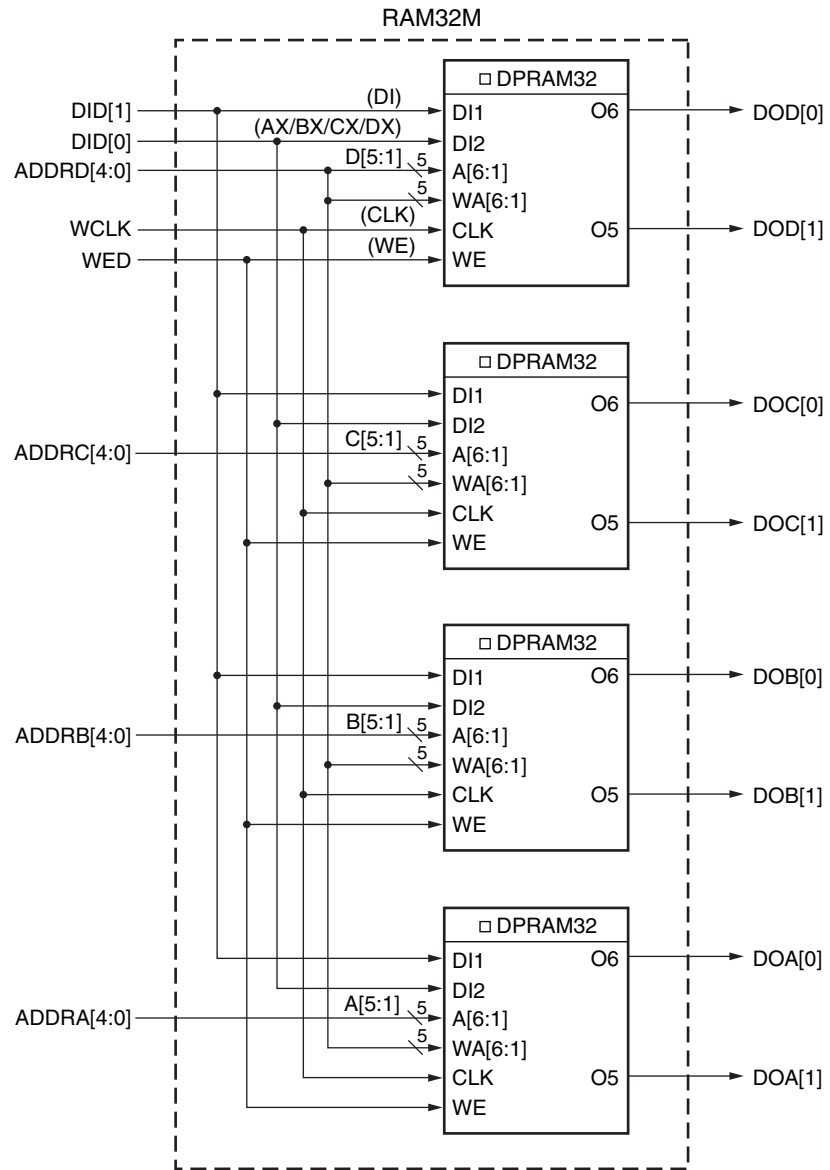 RAM32M
□ DPRAM32
DID[1] (DI) DI1 O6 DOD[0]
DID[0] (AX/BX/CX/DX) DI2
ADDRD[4:0] D[5:1] 5 A[6:1]
5 WA[6:1]
WCLK (CLK) CLK O5 DOD[1]
WED (WE) WE
□ DPRAM32
DI1 O6 DOC[0]
DI2
ADDRC[4:0] C[5:1] 5 A[6:1]
5 WA[6:1]
CLK O5 DOC[1]
WE
□ DPRAM32
DI1 O6 DOB[0]
DI2
ADDRB[4:0] B[5:1] 5 A[6:1]
5 WA[6:1]
CLK O5 DOB[1]
WE
□ DPRAM32
DI1 O6 DOA[0]
DI2
ADDRA[4:0] A[5:1] 5 A[6:1]
5 WA[6:1]
CLK O5 DOA[1]
WE